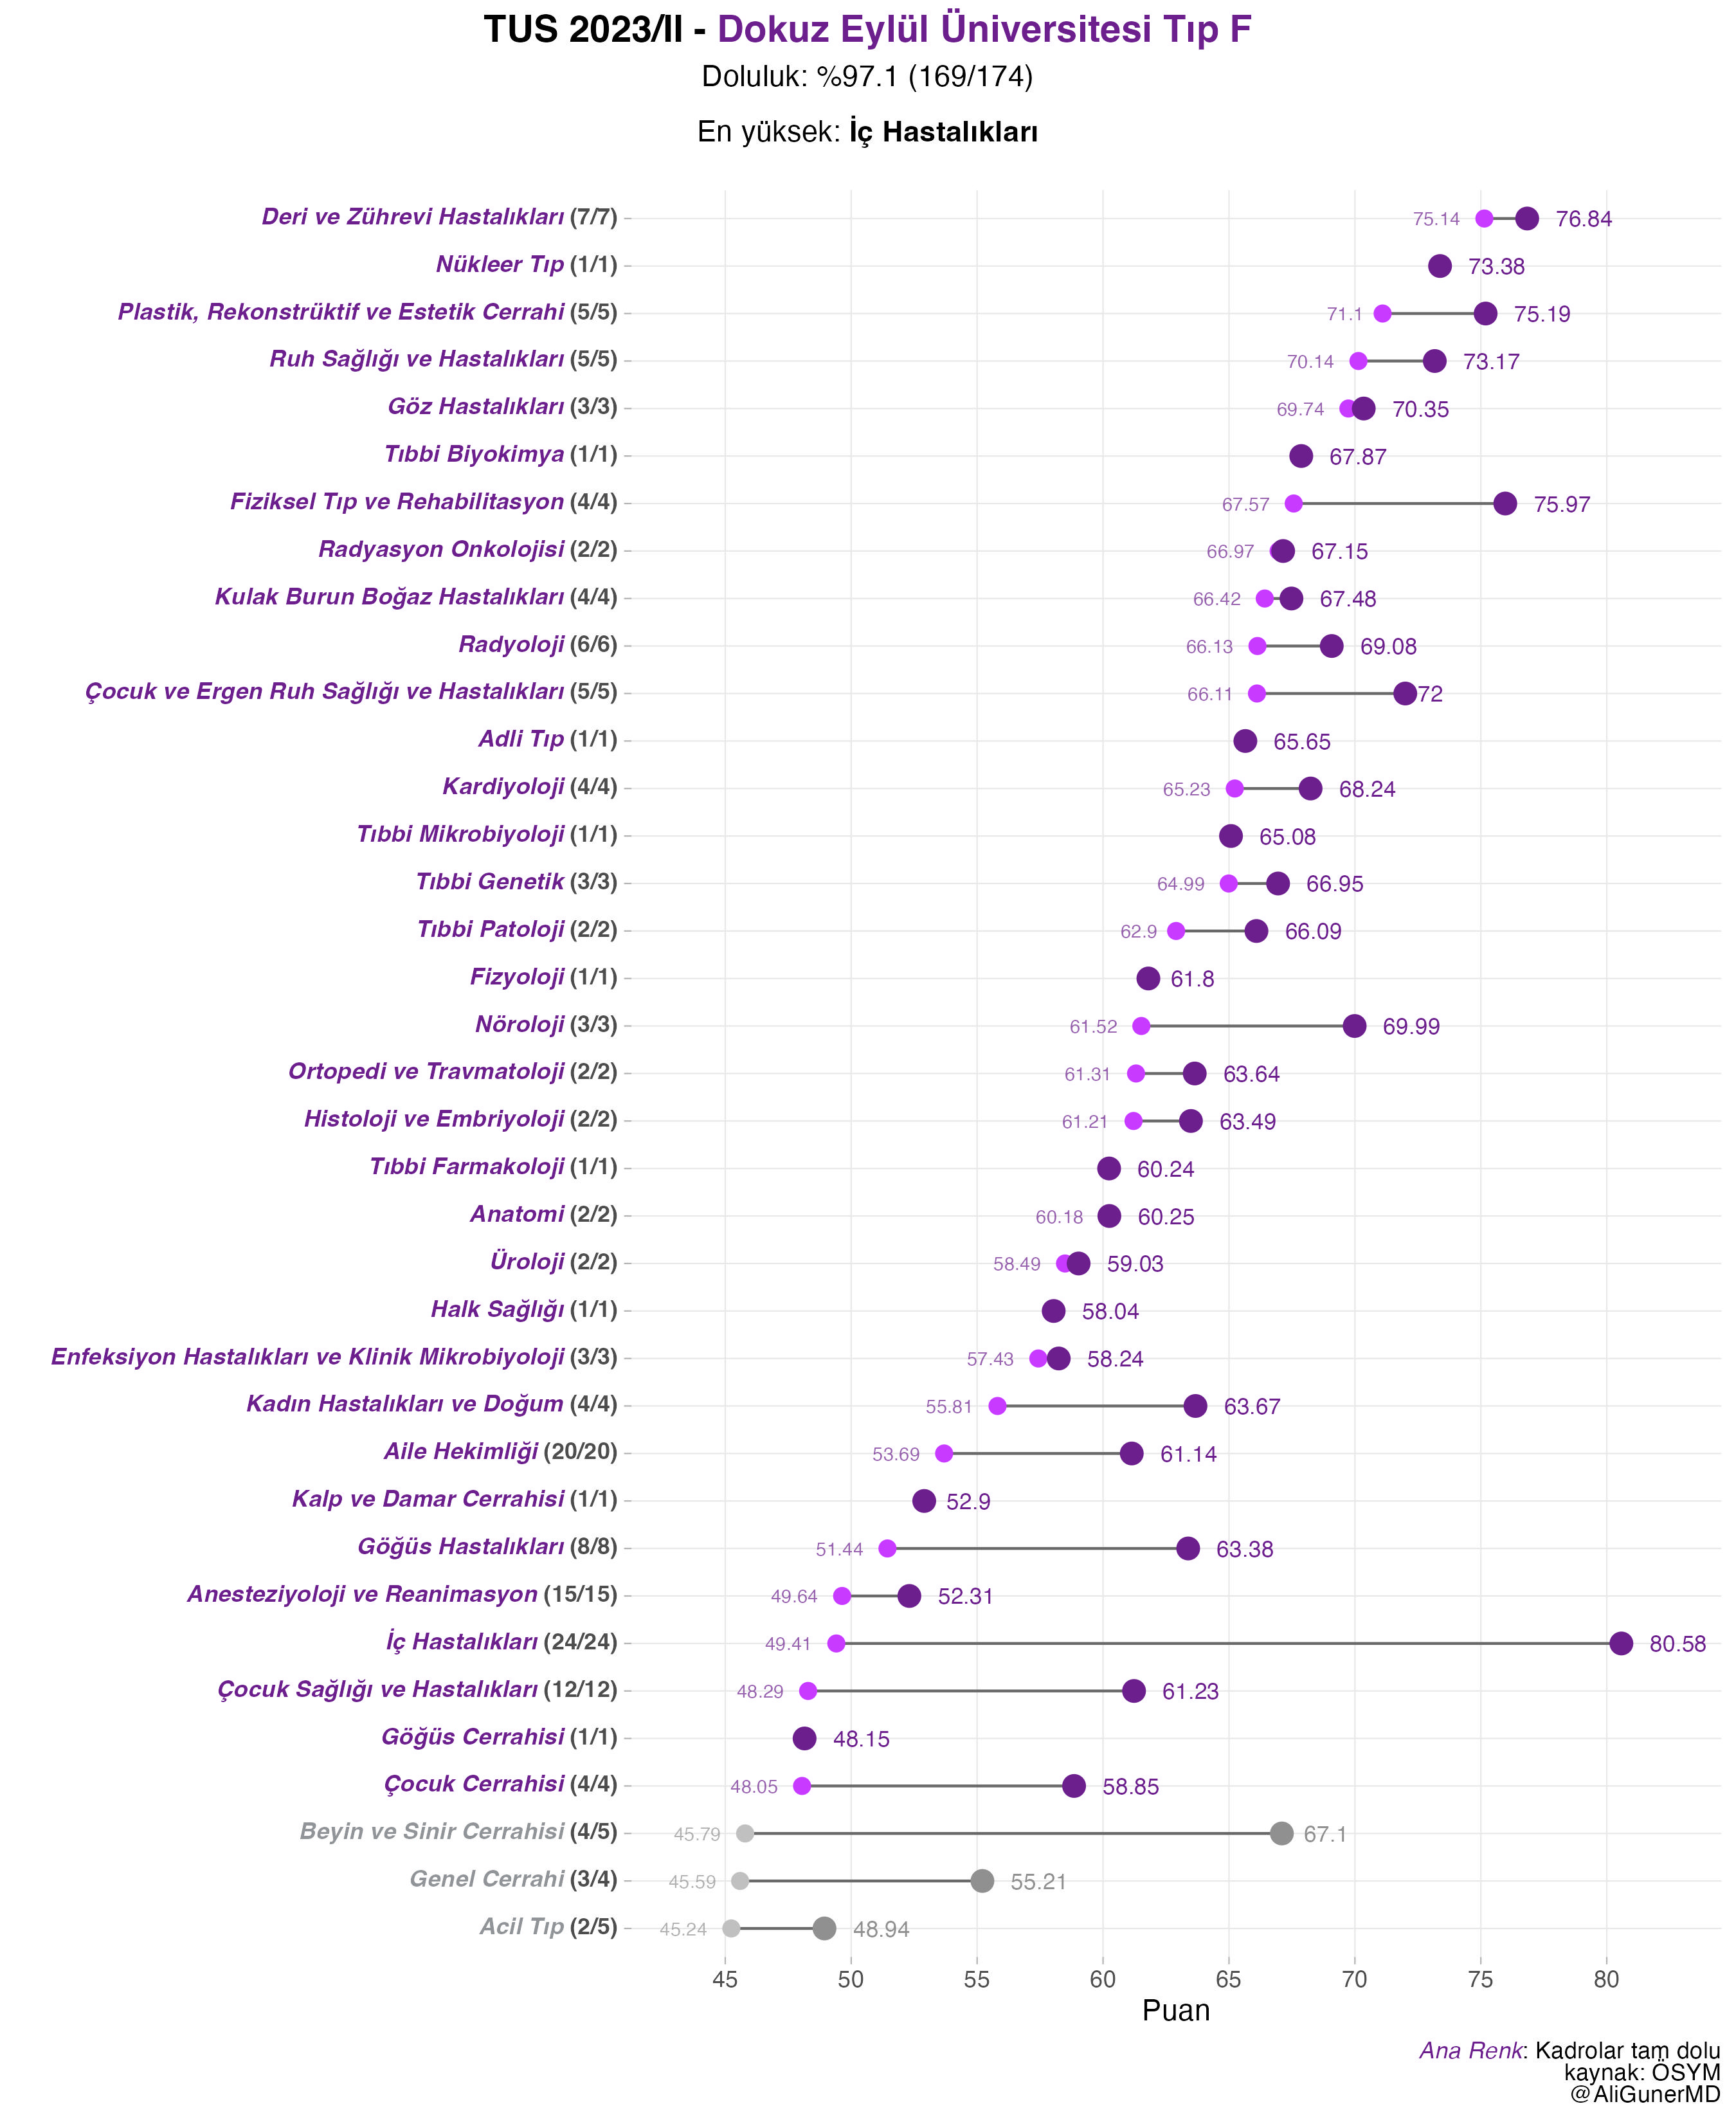 TUS 2023/II - Dokuz Eylül Üniversitesi Tıp F
Doluluk: %97.1 (169/174)
En yüksek: İç Hastalıkları
Deri ve Zührevi Hastalıkları (7/7) 75.14 76.84
Nükleer Tıp (1/1) 73.38
Plastik, Rekonstrüktif ve Estetik Cerrahi (5/5) 71.1 75.19
Ruh Sağlığı ve Hastalıkları (5/5) 70.14 73.17
Göz Hastalıkları (3/3) 69.74 70.35
Tıbbi Biyokimya (1/1) 67.87
Fiziksel Tıp ve Rehabilitasyon (4/4) 67.57 75.97
Radyasyon Onkolojisi (2/2) 66.97 67.15
Kulak Burun Boğaz Hastalıkları (4/4) 66.42 67.48
Radyoloji (6/6) 66.13 69.08
Çocuk ve Ergen Ruh Sağlığı ve Hastalıkları (5/5) 66.11 72
Adli Tıp (1/1) 65.65
Kardiyoloji (4/4) 65.23 68.24
Tıbbi Mikrobiyoloji (1/1) 65.08
Tıbbi Genetik (3/3) 64.99 66.95
Tıbbi Patoloji (2/2) 62.9 66.09
Fizyoloji (1/1) 61.8
Nöroloji (3/3) 61.52 69.99
Ortopedi ve Travmatoloji (2/2) 61.31 63.64
Histoloji ve Embriyoloji (2/2) 61.21 63.49
Tıbbi Farmakoloji (1/1) 60.24
Anatomi (2/2) 60.18 60.25
Üroloji (2/2) 58.49 59.03
Halk Sağlığı (1/1) 58.04
Enfeksiyon Hastalıkları ve Klinik Mikrobiyoloji (3/3) 57.43 58.24
Kadın Hastalıkları ve Doğum (4/4) 55.81 63.67
Aile Hekimliği (20/20) 53.69 61.14
Kalp ve Damar Cerrahisi (1/1) 52.9
Göğüs Hastalıkları (8/8) 51.44 63.38
Anesteziyoloji ve Reanimasyon (15/15) 49.64 52.31
İç Hastalıkları (24/24) 49.41 80.58
Çocuk Sağlığı ve Hastalıkları (12/12) 48.29 61.23
Göğüs Cerrahisi (1/1) 48.15
Çocuk Cerrahisi (4/4) 48.05 58.85
Beyin ve Sinir Cerrahisi (4/5) 45.79 67.1
Genel Cerrahi (3/4) 45.59 55.21
Acil Tıp (2/5) 45.24 48.94
45 50 55 60 65 70 75 80
Puan
Ana Renk: Kadrolar tam dolu
kaynak: ÖSYM
@AliGunerMD